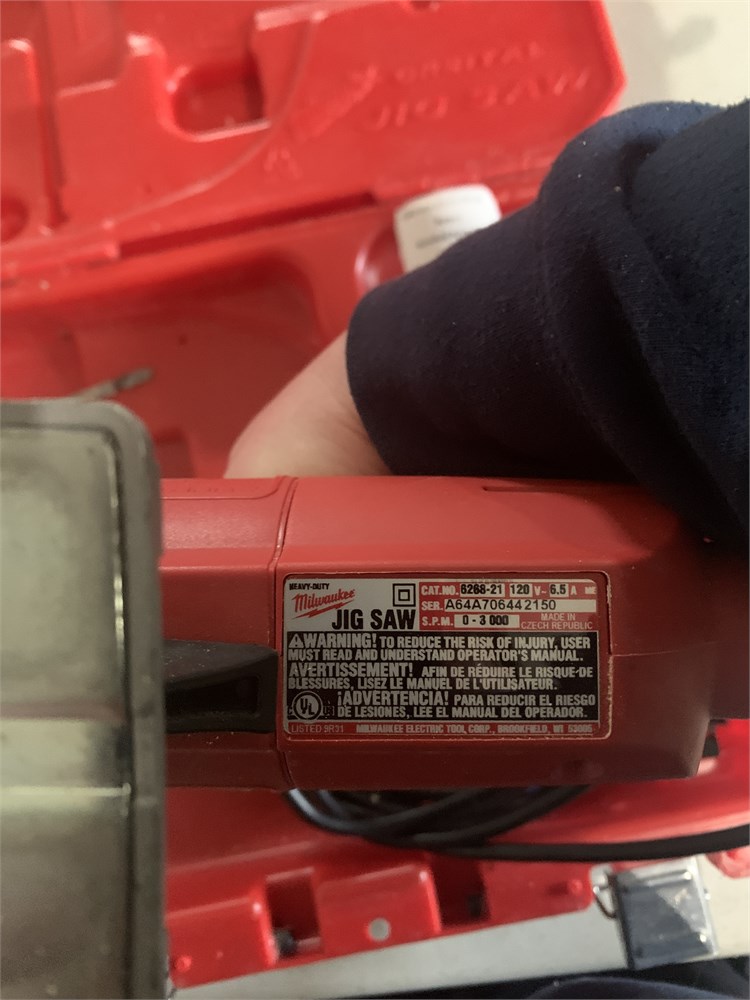 ORBITAL
JIG SAW
HEAVY-DUTY
Milwaukee
JIG SAW
CAT.NO. 6268-21 120 V~ 6.5 A
SER. A64A706442150
S.P.M. 0 - 3 000
MADE IN
CZECH REPUBLIC
WARNING! TO REDUCE THE RISK OF INJURY, USER
MUST READ AND UNDERSTAND OPERATOR'S MANUAL.
AVERTISSEMENT! AFIN DE RÉDUIRE LE RISQUE DE
BLESSURES, LISEZ LE MANUEL DE L'UTILISATEUR.
¡ADVERTENCIA! PARA REDUCIR EL RIESGO
DE LESIONES, LEE EL MANUAL DEL OPERADOR.
UL
LISTED 9R31 MILWAUKEE ELECTRIC TOOL CORP., BROOKFIELD, WI 53005